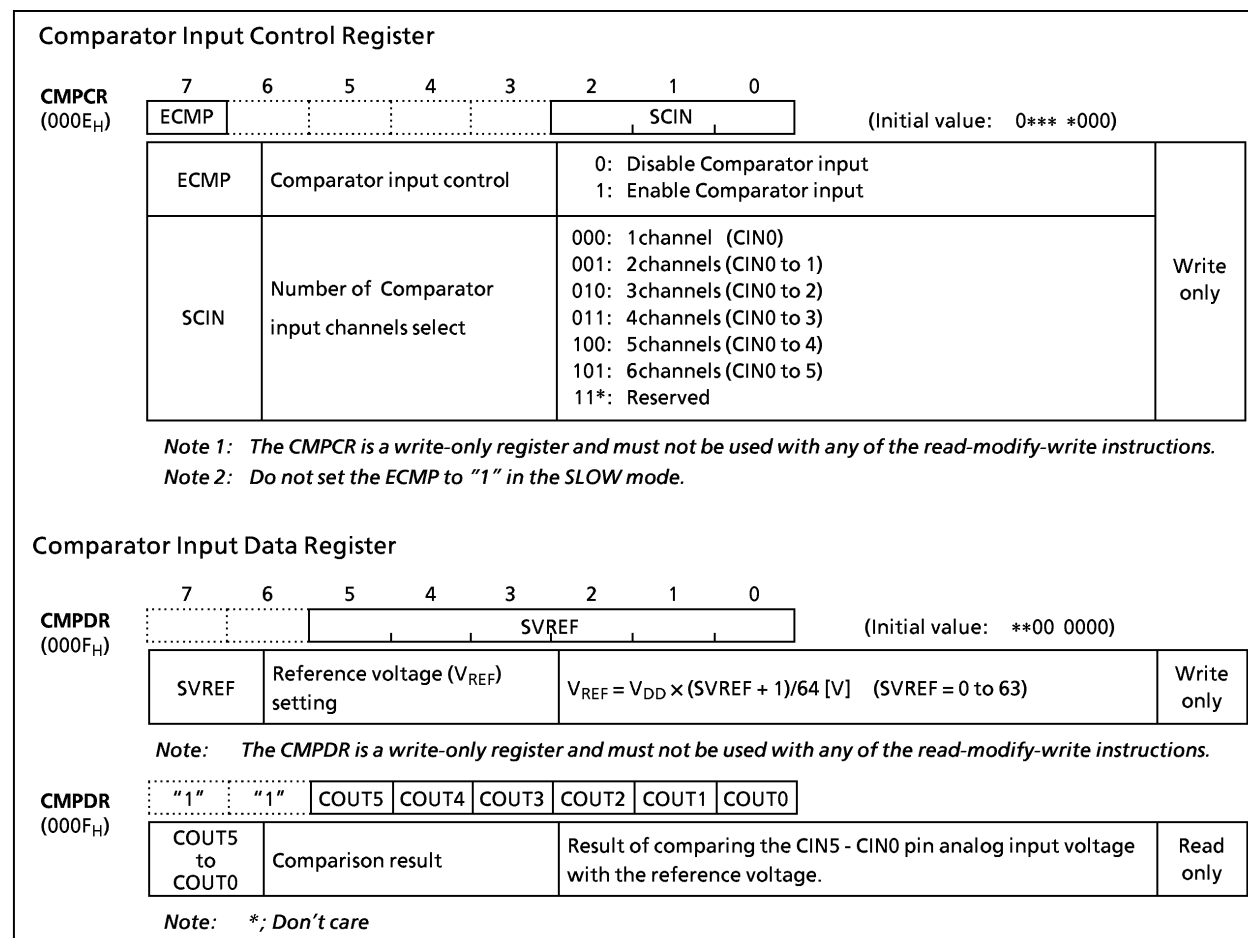 Comparator Input Control Register
CMPCR
(000EH)
7 6 5 4 3 2 1 0
ECMP SCIN (Initial value: 0*** *000)
ECMP Comparator input control
0: Disable Comparator input
1: Enable Comparator input
SCIN
Number of Comparator
input channels select
000: 1channel (CIN0)
001: 2channels (CIN0 to 1)
010: 3channels (CIN0 to 2)
011: 4channels (CIN0 to 3)
100: 5channels (CIN0 to 4)
101: 6channels (CIN0 to 5)
11*: Reserved
Write
only
Note 1: The CMPCR is a write-only register and must not be used with any of the read-modify-write instructions.
Note 2: Do not set the ECMP to "1" in the SLOW mode.
Comparator Input Data Register
CMPDR
(000FH)
7 6 5 4 3 2 1 0
SVREF (Initial value: **00 0000)
SVREF
Reference voltage (VREF)
setting
VREF = VDD × (SVREF + 1)/64 [V] (SVREF = 0 to 63)
Write
only
Note: The CMPDR is a write-only register and must not be used with any of the read-modify-write instructions.
CMPDR
(000FH)
"1" "1" COUT5 COUT4 COUT3 COUT2 COUT1 COUT0
COUT5
to
COUT0
Comparison result
Result of comparing the CIN5 - CIN0 pin analog input voltage
with the reference voltage.
Read
only
Note: *; Don't care